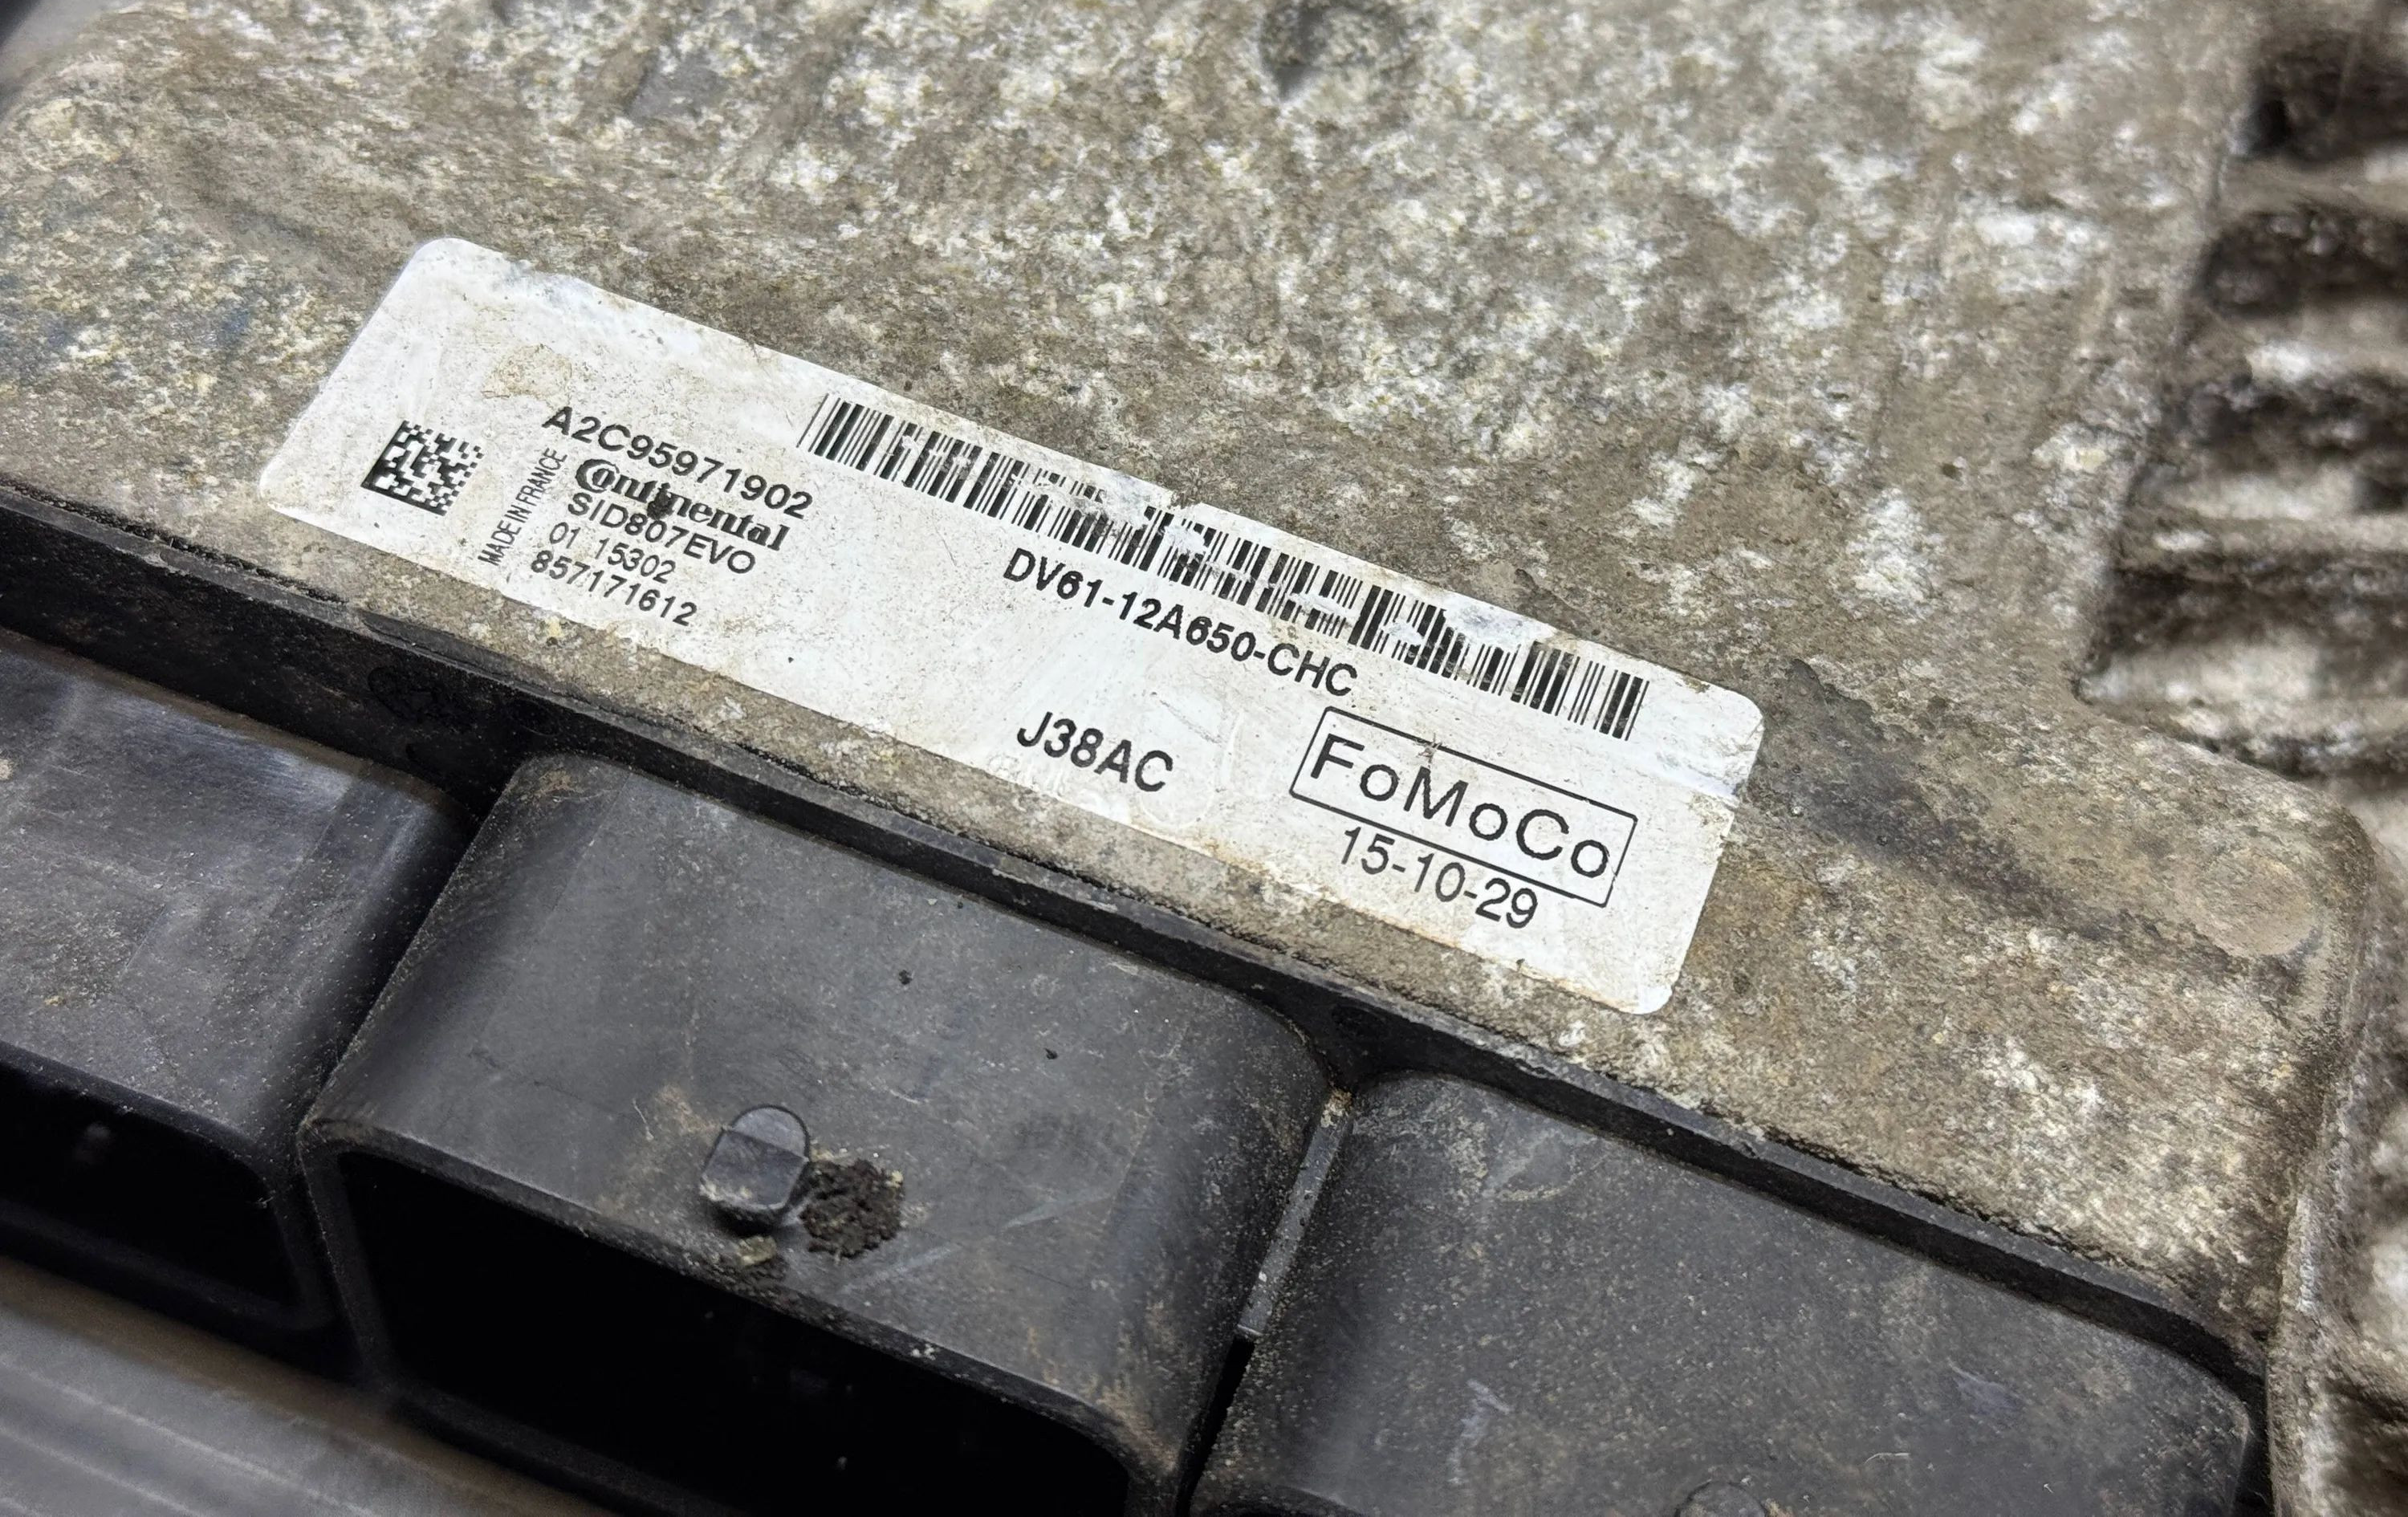 A2C95971902
Continental
SID807EVO
01 15302
857171612
MADE IN FRANCE
DV61-12A650-CHC
J38AC
FoMoCo
15-10-29